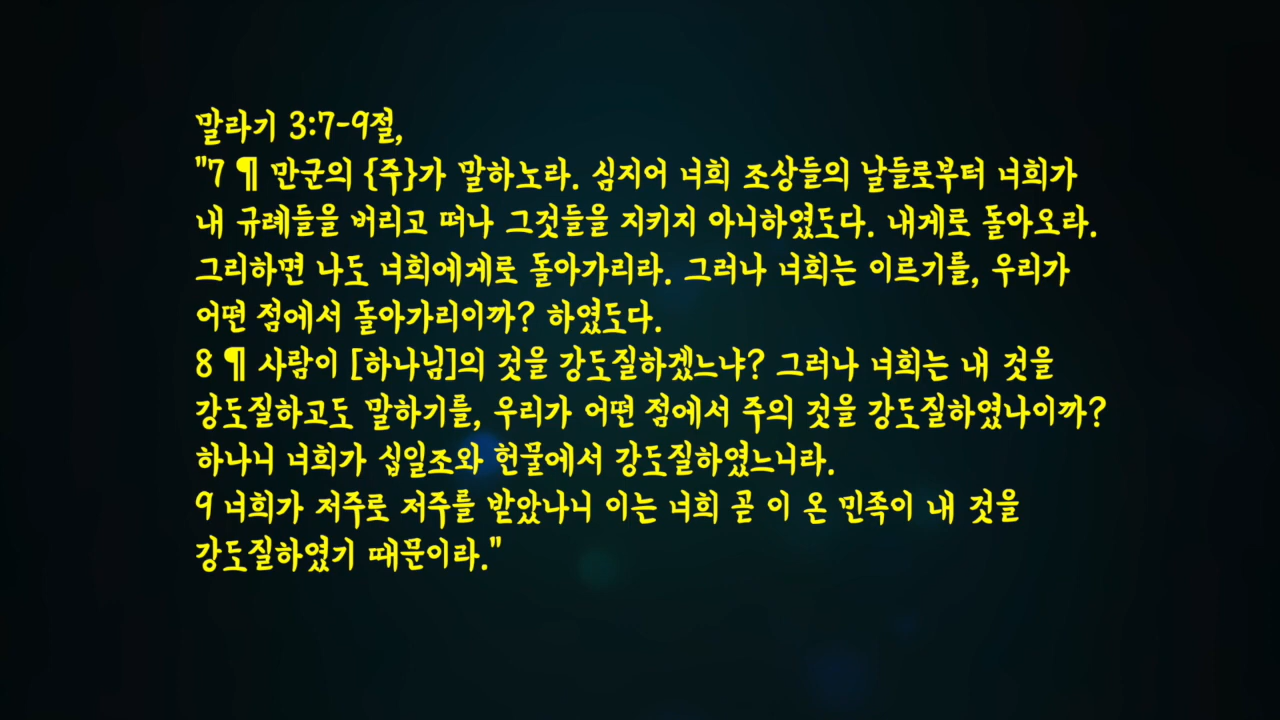 말라기 3:7-9절,
"7 ¶ 만군의 {주}가 말하노라. 심지어 너희 조상들의 날들로부터 너희가
내 규례들을 버리고 떠나 그것들을 지키지 아니하였도다. 내게로 돌아오라.
그리하면 나도 너희에게로 돌아가리라. 그러나 너희는 이르기를, 우리가
어떤 점에서 돌아가리이까? 하였도다.
8 ¶ 사람이 [하나님]의 것을 강도질하겠느냐? 그러나 너희는 내 것을
강도질하고도 말하기를, 우리가 어떤 점에서 주의 것을 강도질하였나이까?
하나니 너희가 십일조와 헌물에서 강도질하였느니라.
9 너희가 저주로 저주를 받았나니 이는 너희 곧 이 온 민족이 내 것을
강도질하였기 때문이라."